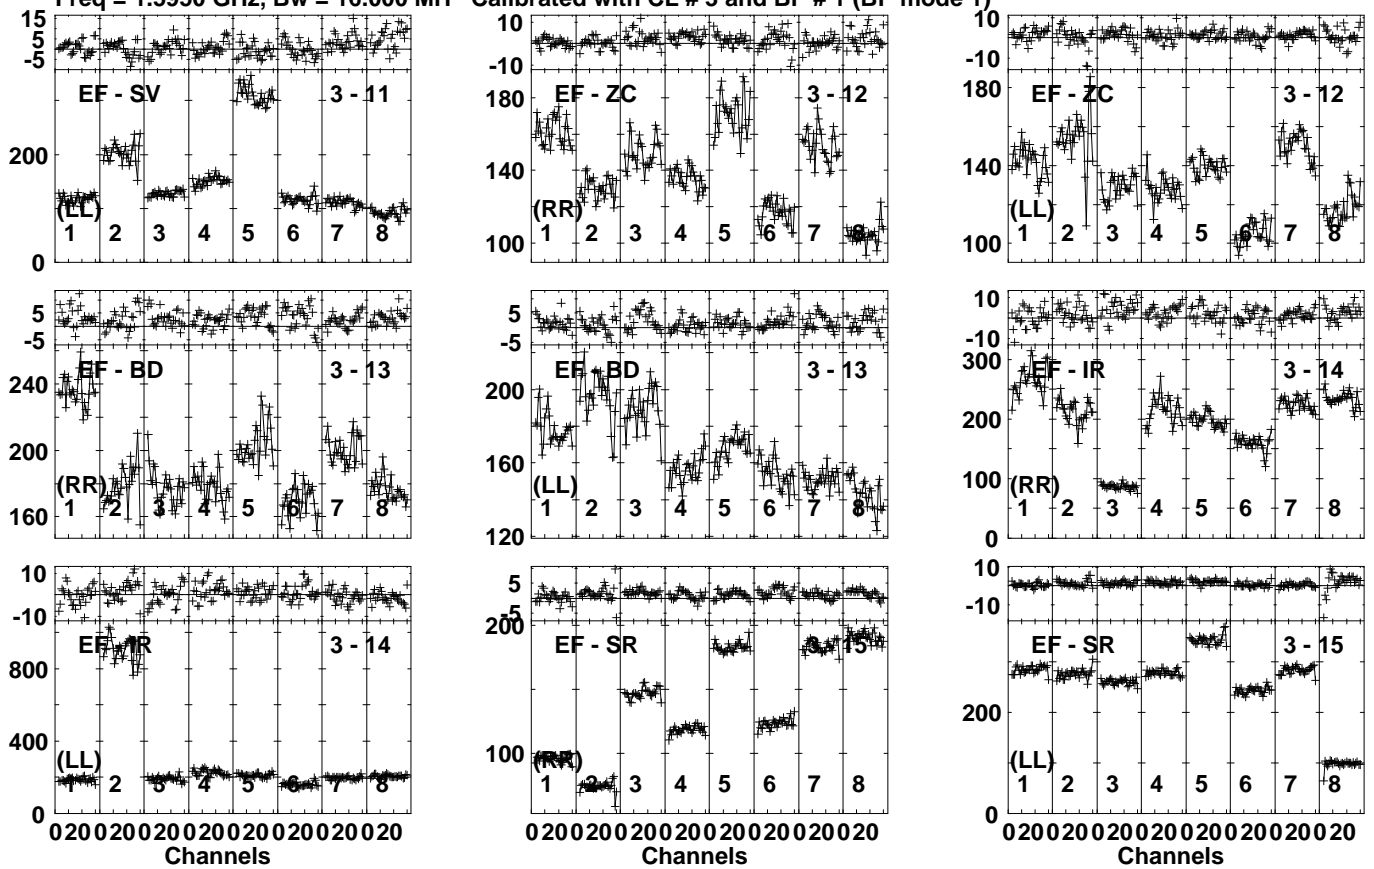 Freq = 1.5950 GHz, Bw = 16.000 MH Calibrated with CL # 3 and BP # 1 (BP mode 1)
15
5
-5
10
-10
10
-10
EF - SV 3 - 11
200
0
(LL)
1 2 3 4 5 6 7 8
EF - ZC 3 - 12
180
140
100
(RR)
1 2 3 4 5 6 7 8
EF - ZC 3 - 12
180
140
100
(LL)
1 2 3 4 5 6 7 8
5
-5
5
-5
10
-10
EF - BD 3 - 13
240
200
160
(RR)
1 2 3 4 5 6 7 8
EF - BD 3 - 13
200
160
120
(LL)
1 2 3 4 5 6 7 8
EF - IR 3 - 14
300
200
100
0
(RR)
1 2 3 4 5 6 7 8
10
-10
5
-5
10
-10
EF - IR 3 - 14
800
400
0
(LL)
1 2 3 4 5 6 7 8
EF - SR 3 - 15
200
100
(RR)
1 2 3 4 5 6 7 8
EF - SR 3 - 15
200
0
(LL)
1 2 3 4 5 6 7 8
0 20 0 20 0 20 0 20 0 20 0 20 0 20 0 20
Channels
0 20 0 20 0 20 0 20 0 20 0 20 0 20 0 20
Channels
0 20 0 20 0 20 0 20 0 20 0 20 0 20 0 20
Channels